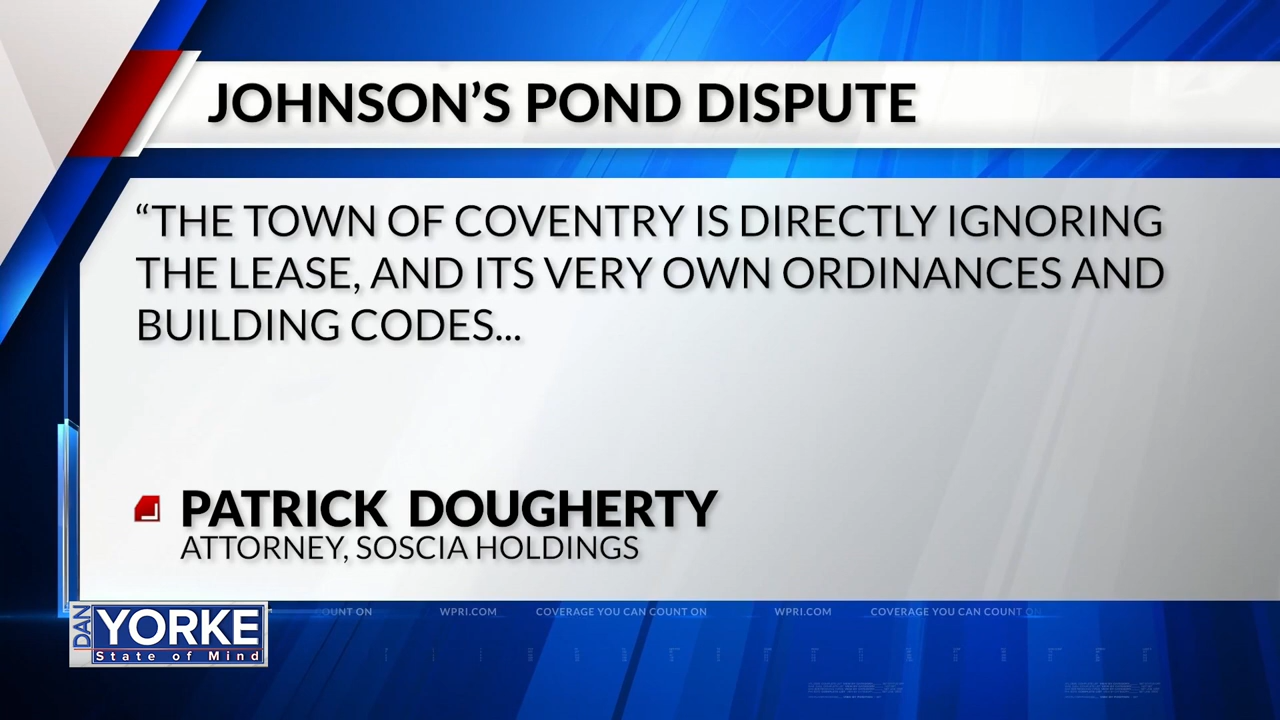 JOHNSON’S POND DISPUTE
“THE TOWN OF COVENTRY IS DIRECTLY IGNORING
THE LEASE, AND ITS VERY OWN ORDINANCES AND
BUILDING CODES...
PATRICK DOUGHERTY
ATTORNEY, SOSCIA HOLDINGS
COUNT ON WPRI.COM COVERAGE YOU CAN COUNT ON WPRI.COM COVERAGE YOU CAN COUNT ON
DAN
YORKE
State of Mind